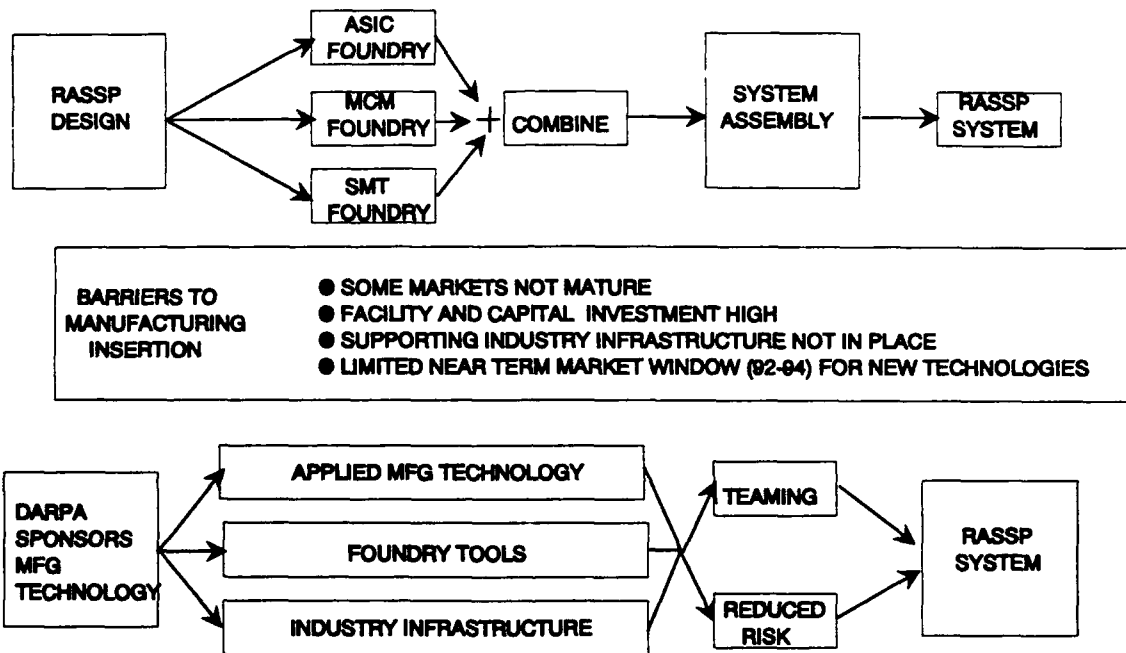 RASSP
DESIGN
ASIC
FOUNDRY
MCM
FOUNDRY
SMT
FOUNDRY
+
COMBINE
SYSTEM
ASSEMBLY
RASSP
SYSTEM
BARRIERS TO
MANUFACTURING
INSERTION
● SOME MARKETS NOT MATURE
● FACILITY AND CAPITAL INVESTMENT HIGH
● SUPPORTING INDUSTRY INFRASTRUCTURE NOT IN PLACE
● LIMITED NEAR TERM MARKET WINDOW (92-94) FOR NEW TECHNOLOGIES
DARPA
SPONSORS
MFG
TECHNOLOGY
APPLIED MFG TECHNOLOGY
FOUNDRY TOOLS
INDUSTRY INFRASTRUCTURE
TEAMING
REDUCED
RISK
RASSP
SYSTEM